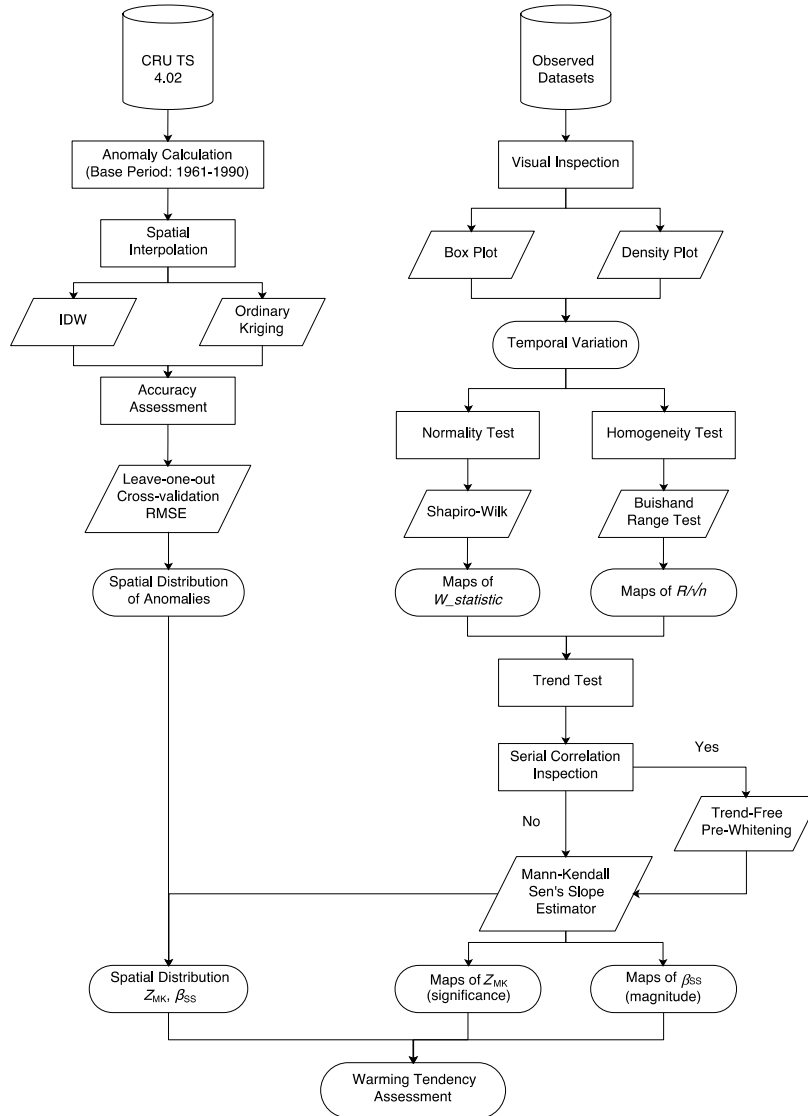 CRU TS
4.02
Observed
Datasets
Anomaly Calculation
(Base Period: 1961-1990)
Visual Inspection
Spatial
Interpolation
Box Plot
Density Plot
IDW
Ordinary
Kriging
Temporal Variation
Accuracy
Assessment
Normality Test
Homogeneity Test
Leave-one-out
Cross-validation
RMSE
Shapiro-Wilk
Buishand
Range Test
Spatial Distribution
of Anomalies
Maps of
W_statistic
Maps of R/√n
Trend Test
Serial Correlation
Inspection
Yes
No
Trend-Free
Pre-Whitening
Mann-Kendall
Sen's Slope
Estimator
Spatial Distribution
ZMK, βSS
Maps of ZMK
(significance)
Maps of βSS
(magnitude)
Warming Tendency
Assessment